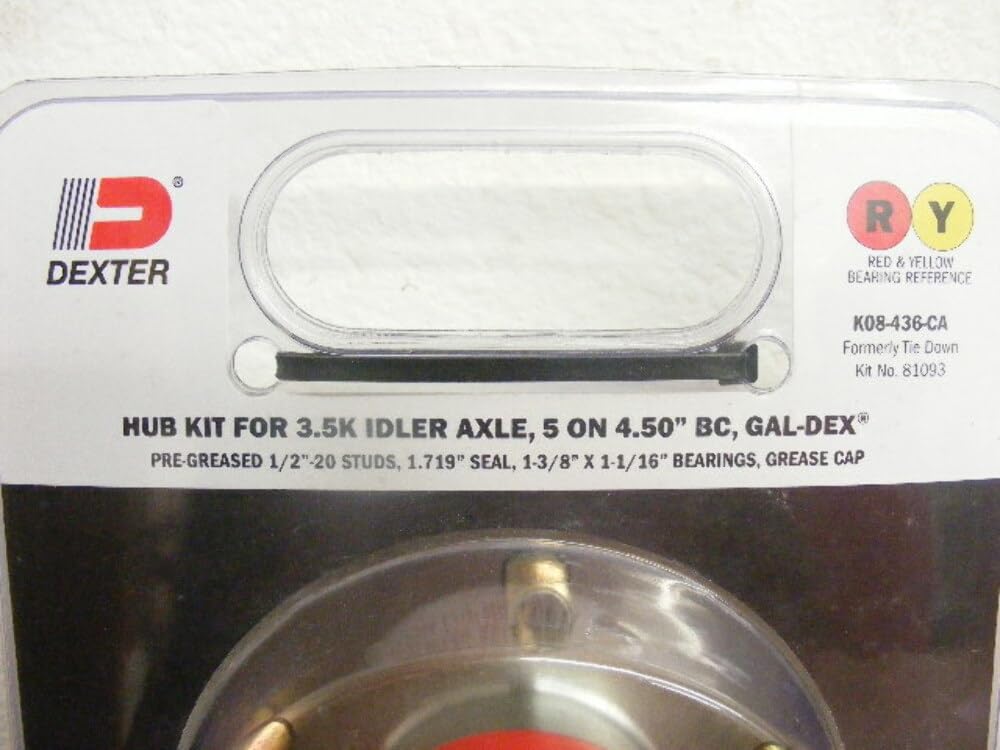 DEXTER®
R Y
RED & YELLOW
BEARING REFERENCE
K08-436-CA
Formerly Tie Down
Kit No. 81093
HUB KIT FOR 3.5K IDLER AXLE, 5 ON 4.50” BC, GAL-DEX®
PRE-GREASED 1/2”-20 STUDS, 1.719” SEAL, 1-3/8” X 1-1/16” BEARINGS, GREASE CAP